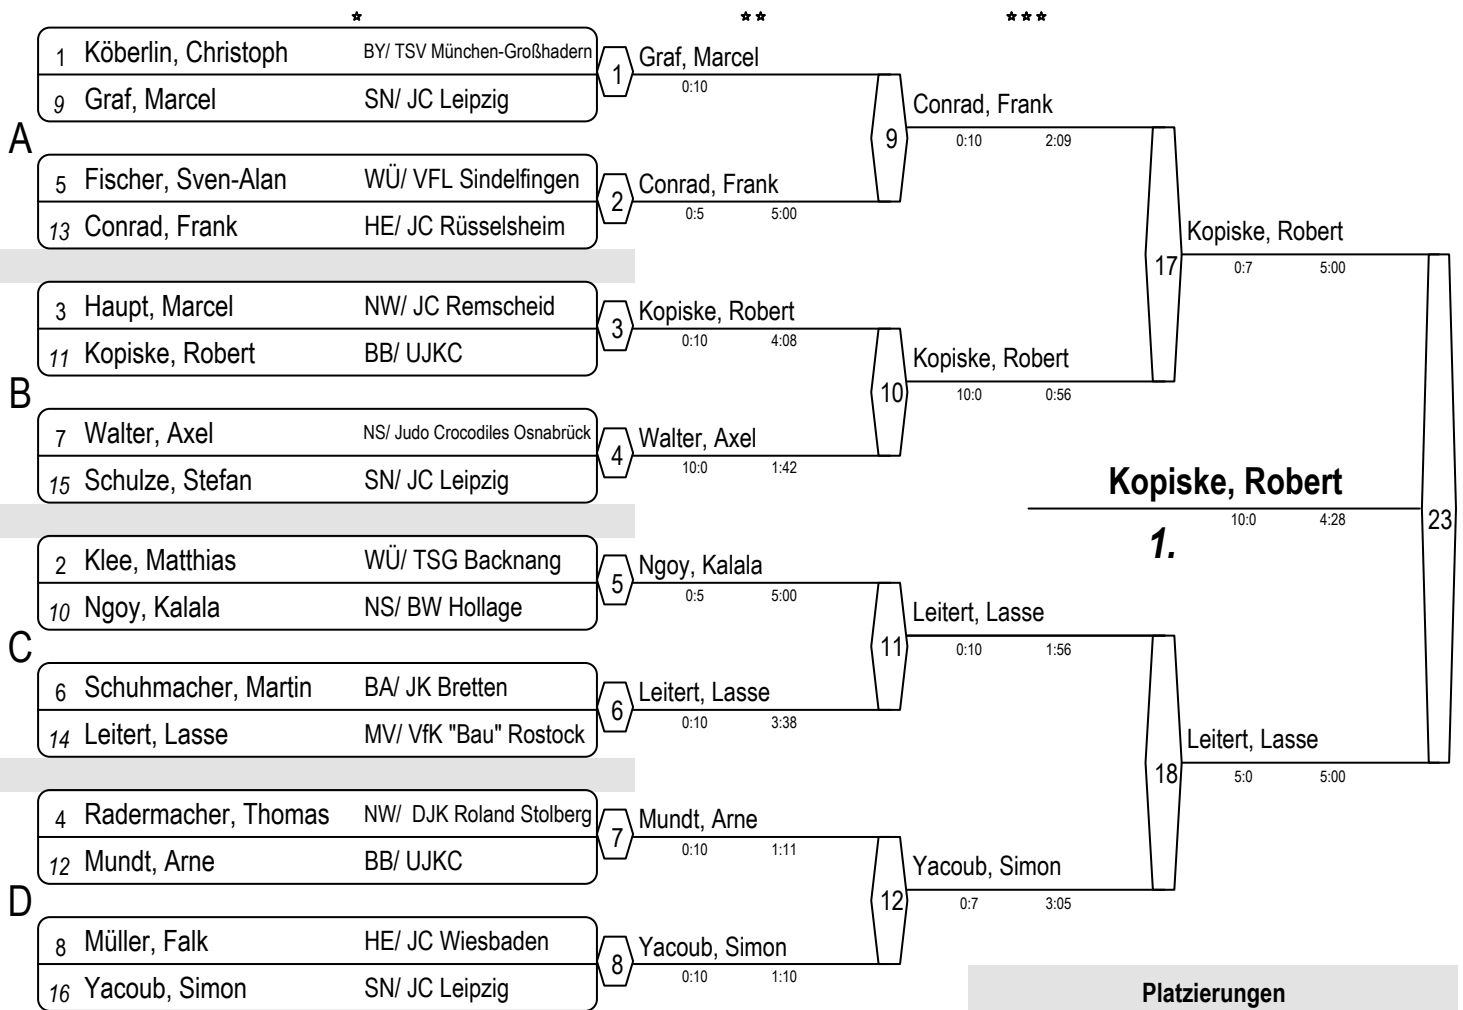 * ** ***
1 Köberlin, Christoph BY/ TSV München-Großhadern
9 Graf, Marcel SN/ JC Leipzig
1 Graf, Marcel
0:10
A
5 Fischer, Sven-Alan WÜ/ VFL Sindelfingen
13 Conrad, Frank HE/ JC Rüsselsheim
2 Conrad, Frank
0:5 5:00
9 Conrad, Frank
0:10 2:09
3 Haupt, Marcel NW/ JC Remscheid
11 Kopiske, Robert BB/ UJKC
3 Kopiske, Robert
0:10 4:08
B
7 Walter, Axel NS/ Judo Crocodiles Osnabrück
15 Schulze, Stefan SN/ JC Leipzig
4 Walter, Axel
10:0 1:42
10 Kopiske, Robert
10:0 0:56
17 Kopiske, Robert
0:7 5:00
2 Klee, Matthias WÜ/ TSG Backnang
10 Ngoy, Kalala NS/ BW Hollage
5 Ngoy, Kalala
0:5 5:00
C
6 Schuhmacher, Martin BA/ JK Bretten
14 Leitert, Lasse MV/ VfK "Bau" Rostock
6 Leitert, Lasse
0:10 3:38
11 Leitert, Lasse
0:10 1:56
4 Radermacher, Thomas NW/ DJK Roland Stolberg
12 Mundt, Arne BB/ UJKC
7 Mundt, Arne
0:10 1:11
D
8 Müller, Falk HE/ JC Wiesbaden
16 Yacoub, Simon SN/ JC Leipzig
8 Yacoub, Simon
0:10 1:10
12 Yacoub, Simon
0:7 3:05
18 Leitert, Lasse
5:0 5:00
23 Kopiske, Robert
10:0 4:28
1.
Platzierungen